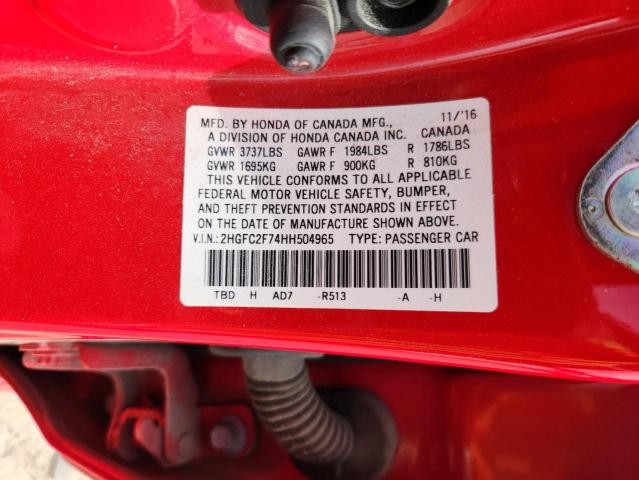 MFD. BY HONDA OF CANADA MFG., 11/'16
A DIVISION OF HONDA CANADA INC. CANADA
GVWR 3737LBS GAWR F 1984LBS R 1786LBS
GVWR 1695KG GAWR F 900KG R 810KG
THIS VEHICLE CONFORMS TO ALL APPLICABLE
FEDERAL MOTOR VEHICLE SAFETY, BUMPER,
AND THEFT PREVENTION STANDARDS IN EFFECT
ON THE DATE OF MANUFACTURE SHOWN ABOVE.
V.I.N.: 2HGFC2F74HH504965 TYPE: PASSENGER CAR
TBD H AD7 -R513 -A -H